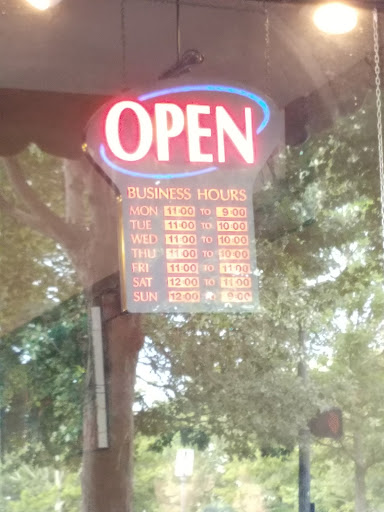 OPEN
BUSINESS HOURS
MON 11:00 TO 9:00
TUE 11:00 TO 10:00
WED 11:00 TO 10:00
THU 11:00 TO 10:00
FRI 11:00 TO 11:00
SAT 12:00 TO 11:00
SUN 12:00 TO 9:00